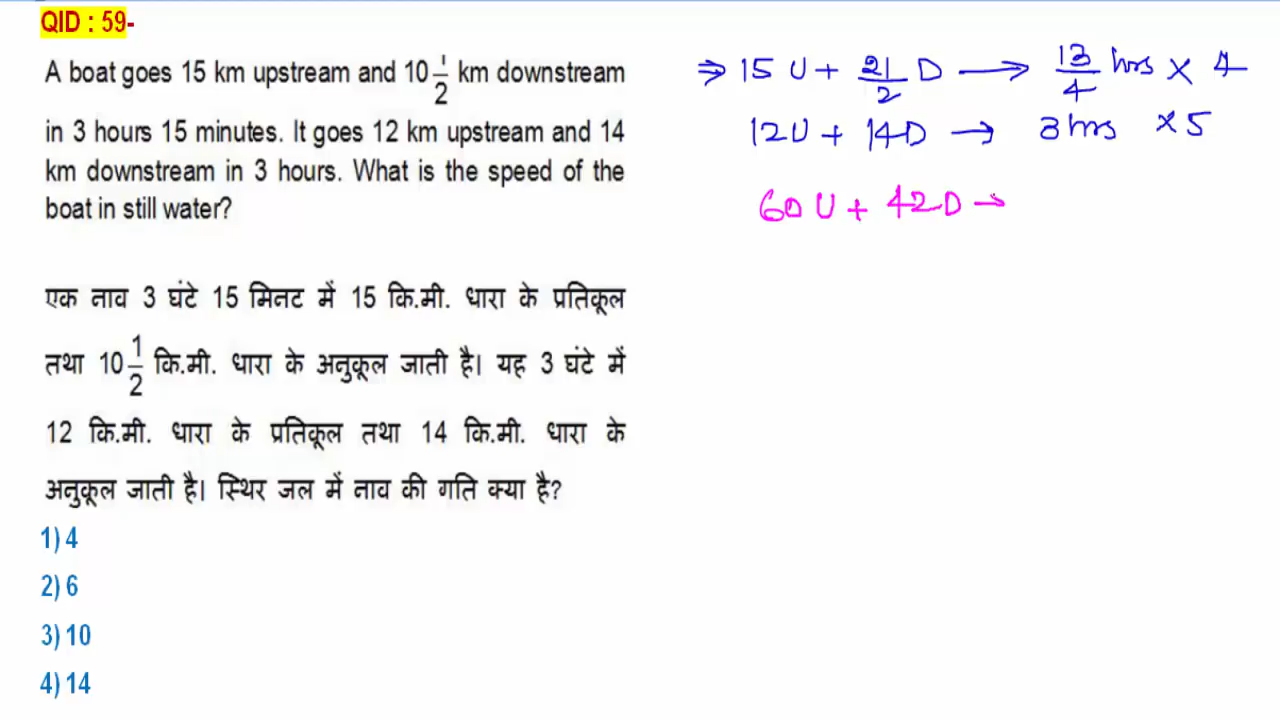 QID : 59-
A boat goes 15 km upstream and 10 1/2 km downstream
in 3 hours 15 minutes. It goes 12 km upstream and 14
km downstream in 3 hours. What is the speed of the
boat in still water?
एक नाव 3 घंटे 15 मिनट में 15 कि.मी. धारा के प्रतिकूल
तथा 10 1/2 कि.मी. धारा के अनुकूल जाती है। यह 3 घंटे में
12 कि.मी. धारा के प्रतिकूल तथा 14 कि.मी. धारा के
अनुकूल जाती है। स्थिर जल में नाव की गति क्या है?
1) 4
2) 6
3) 10
4) 14
⇒ 15 U + 21/2 D → 13/4 hrs × 4
12U + 14D → 3 hrs × 5
60 U + 42D →